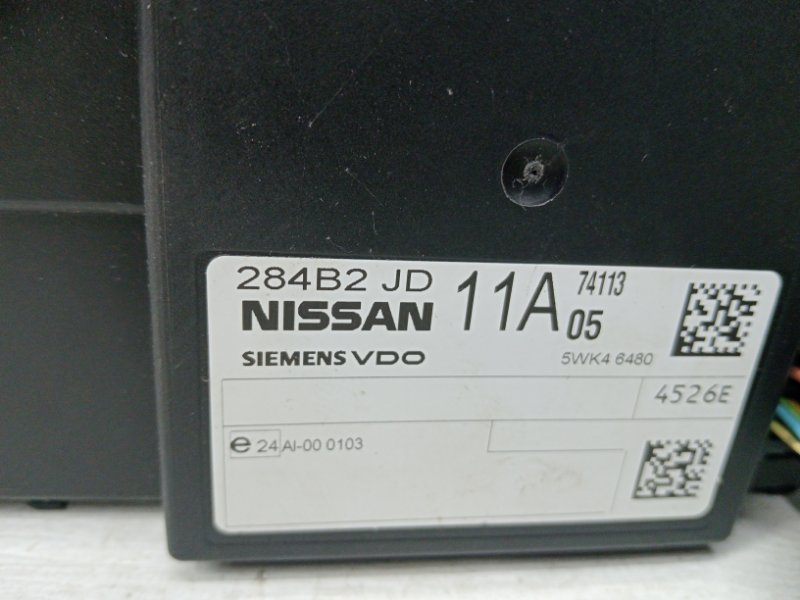 284B2 JD 11A 74113
NISSAN 05
SIEMENS VDO 5WK4 6480
4526E
e 24 AI-00 0103